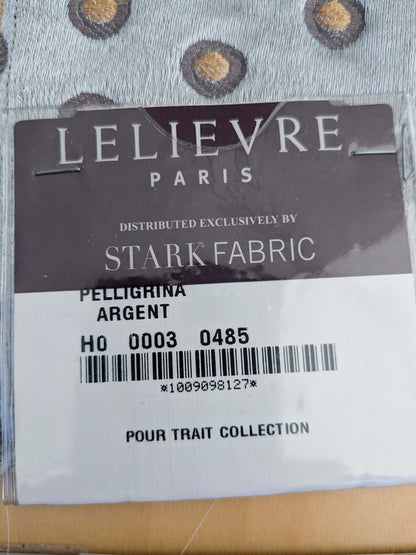 LELIEVRE
PARIS
DISTRIBUTED EXCLUSIVELY BY
STARK FABRIC
PELLIGRINA
ARGENT
H0 0003 0485
*1009098127*
POUR TRAIT COLLECTION